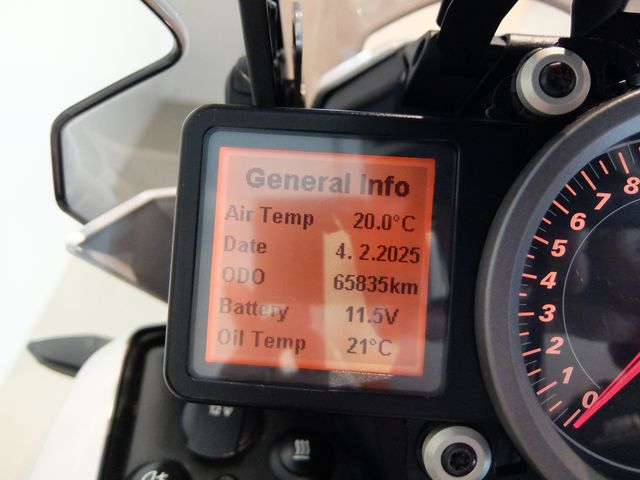 General Info
Air Temp 20.0°C
Date 4. 2.2025
ODO 65835km
Battery 11.5V
Oil Temp 21°C
8
7
6
5
4
3
2
1
0
12V